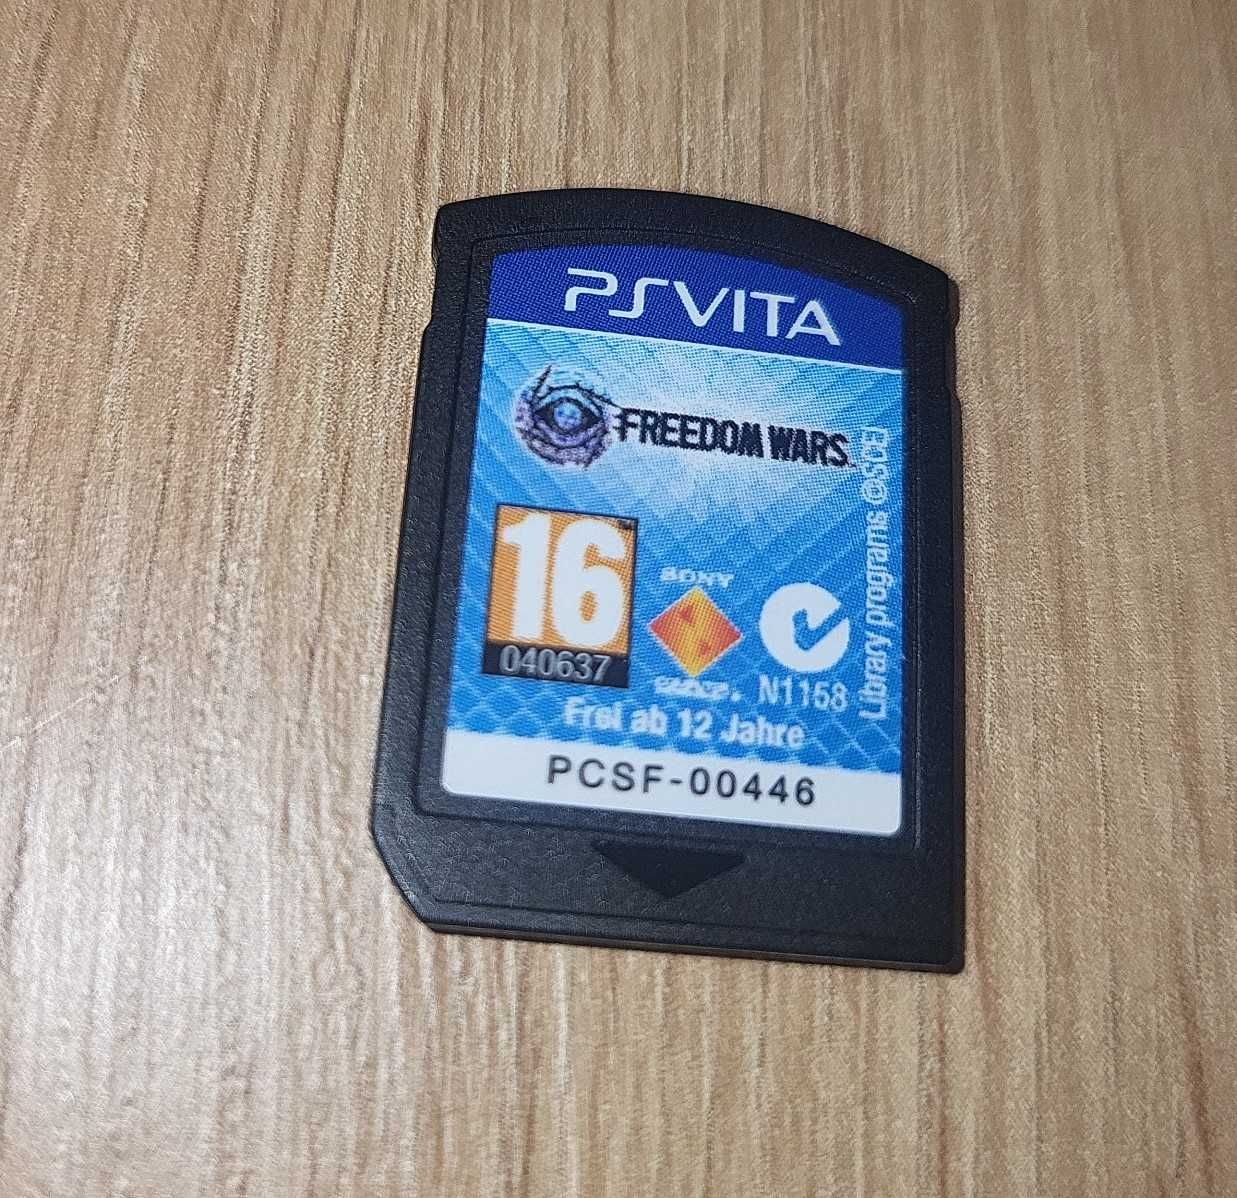 PSVITA
FREEDOM WARS
16
040637
SONY
N1158
Frei ab 12 Jahre
Library programs ©SCEI
PCSF-00446